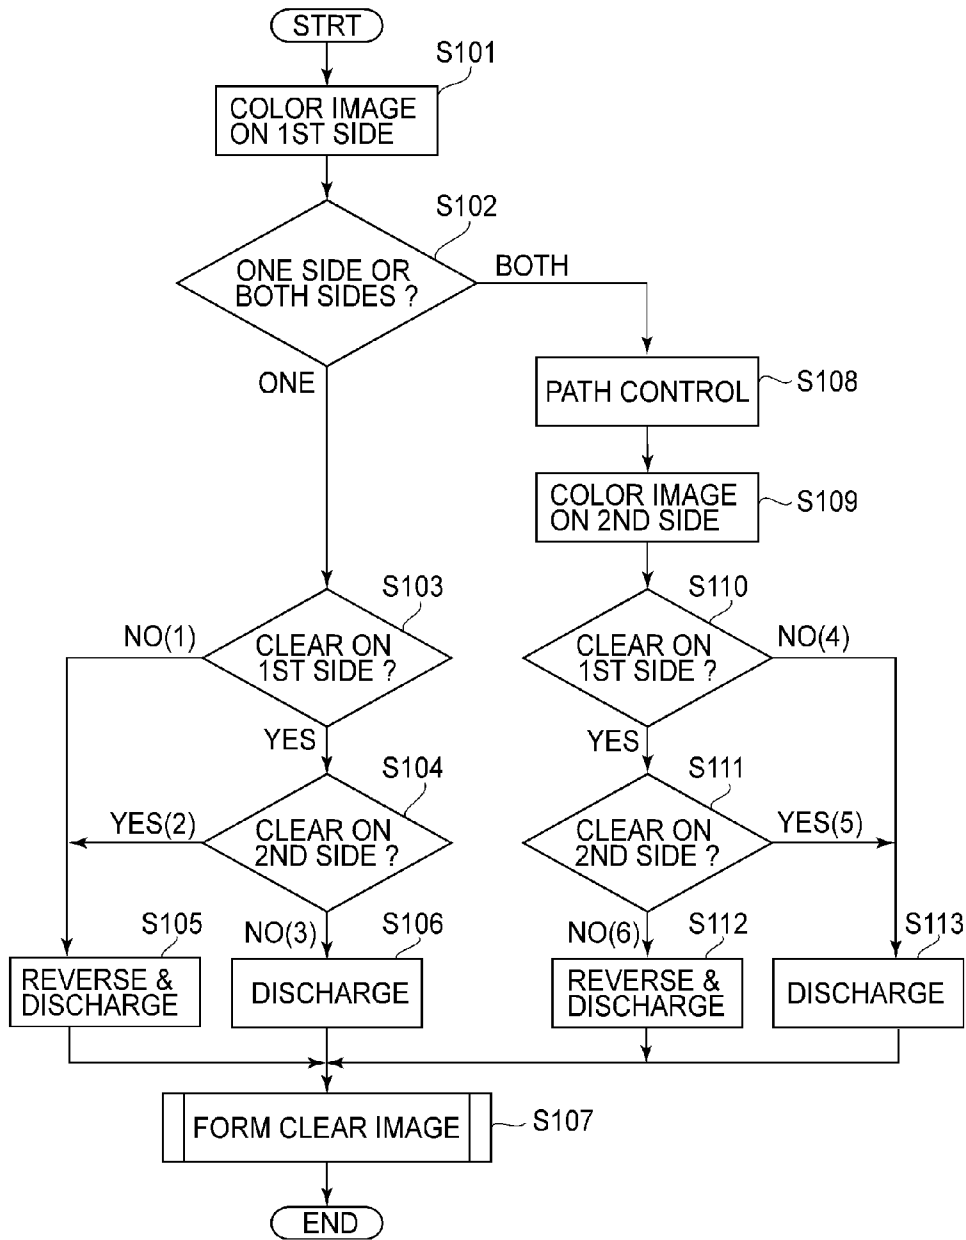 STRT
S101
COLOR IMAGE
ON 1ST SIDE
S102
ONE SIDE OR
BOTH SIDES ?
BOTH
ONE
PATH CONTROL
S108
COLOR IMAGE
ON 2ND SIDE
S109
S103
NO(1)
CLEAR ON
1ST SIDE ?
YES
S110
CLEAR ON
1ST SIDE ?
NO(4)
YES
S104
YES(2)
CLEAR ON
2ND SIDE ?
NO(3)
S111
CLEAR ON
2ND SIDE ?
YES(5)
NO(6)
S105
REVERSE &
DISCHARGE
S106
DISCHARGE
S112
REVERSE &
DISCHARGE
S113
DISCHARGE
FORM CLEAR IMAGE
S107
END